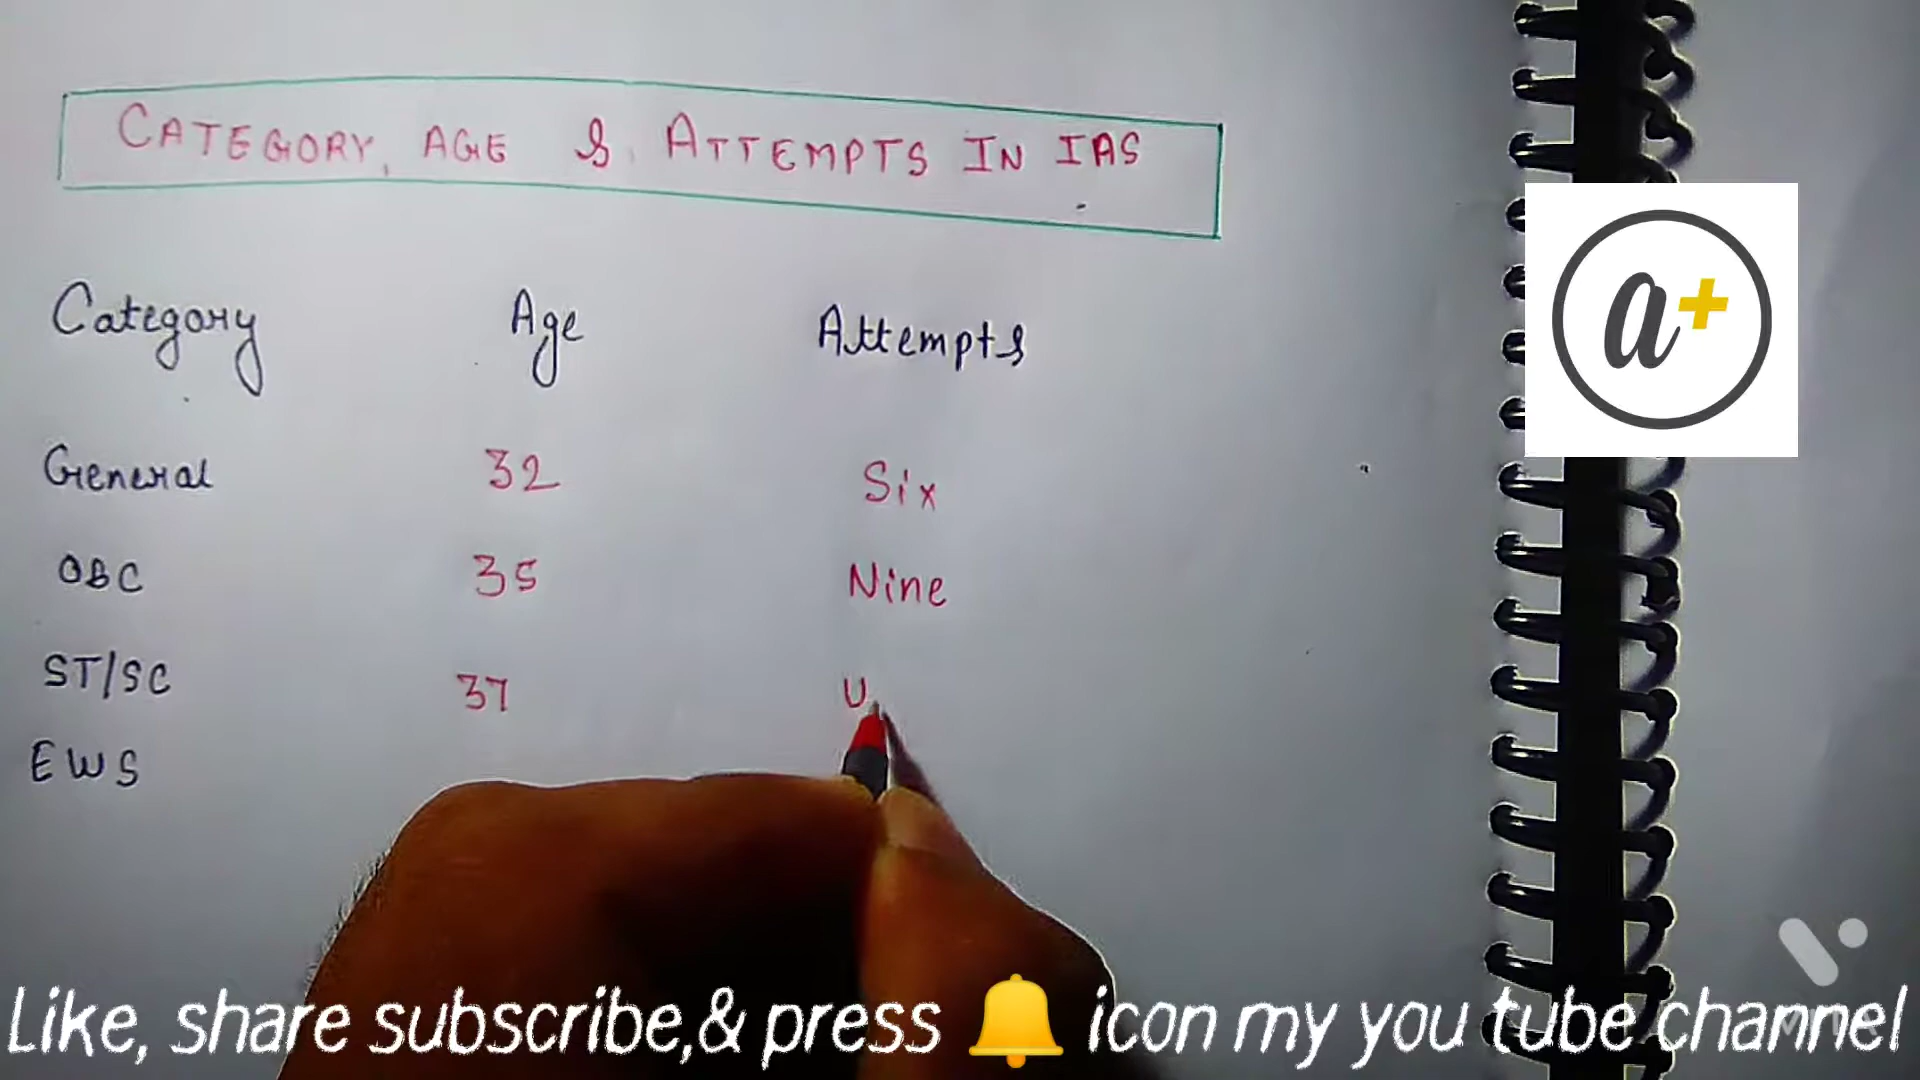 CATEGORY, AGE & ATTEMPTS IN IAS
Category Age Attempts
General 32 Six
OBC 35 Nine
ST/SC 37 U
EWS
a+
Like, share subscribe,& press 🔔 icon my you tube channel